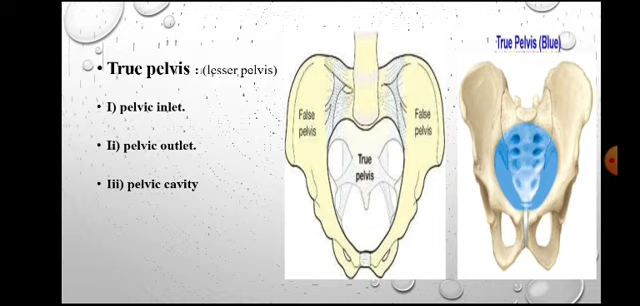 • True pelvis : (lesser pelvis)
• I) pelvic inlet.
• Ii) pelvic outlet.
• Iii) pelvic cavity
False pelvis
True pelvis
False pelvis
True Pelvis (Blue)